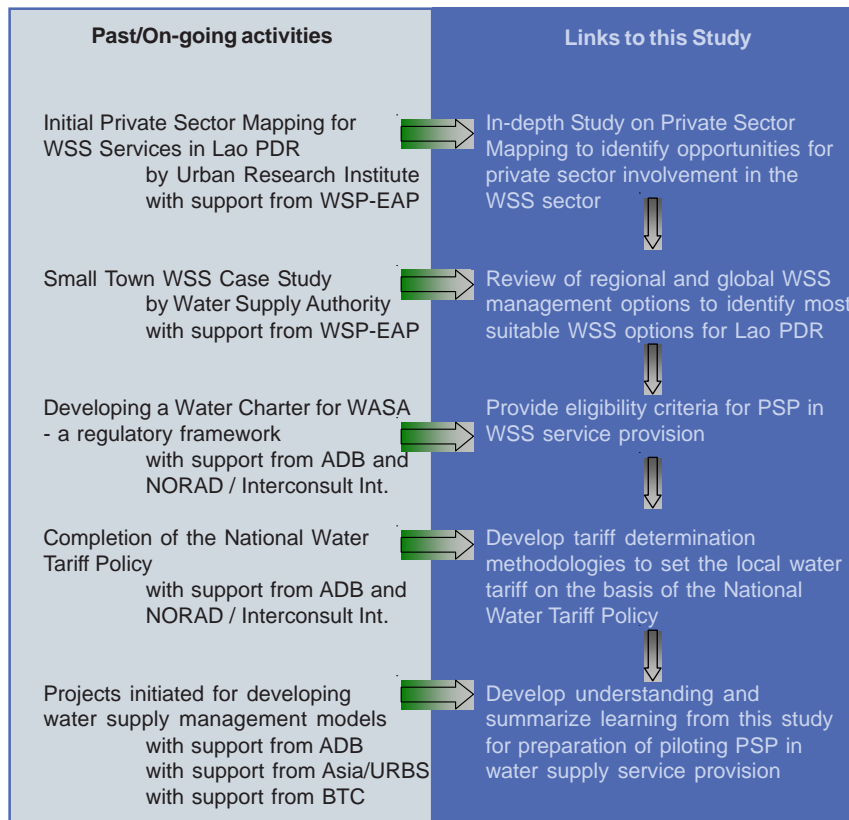 Past/On-going activities
Links to this Study
Initial Private Sector Mapping for
WSS Services in Lao PDR
by Urban Research Institute
with support from WSP-EAP
In-depth Study on Private Sector
Mapping to identify opportunities for
private sector involvement in the
WSS sector
Small Town WSS Case Study
by Water Supply Authority
with support from WSP-EAP
Review of regional and global WSS
management options to identify most
suitable WSS options for Lao PDR
Developing a Water Charter for WASA
- a regulatory framework
with support from ADB and
NORAD / Interconsult Int.
Provide eligibility criteria for PSP in
WSS service provision
Completion of the National Water
Tariff Policy
with support from ADB and
NORAD / Interconsult Int.
Develop tariff determination
methodologies to set the local water
tariff on the basis of the National
Water Tariff Policy
Projects initiated for developing
water supply management models
with support from ADB
with support from Asia/URBS
with support from BTC
Develop understanding and
summarize learning from this study
for preparation of piloting PSP in
water supply service provision